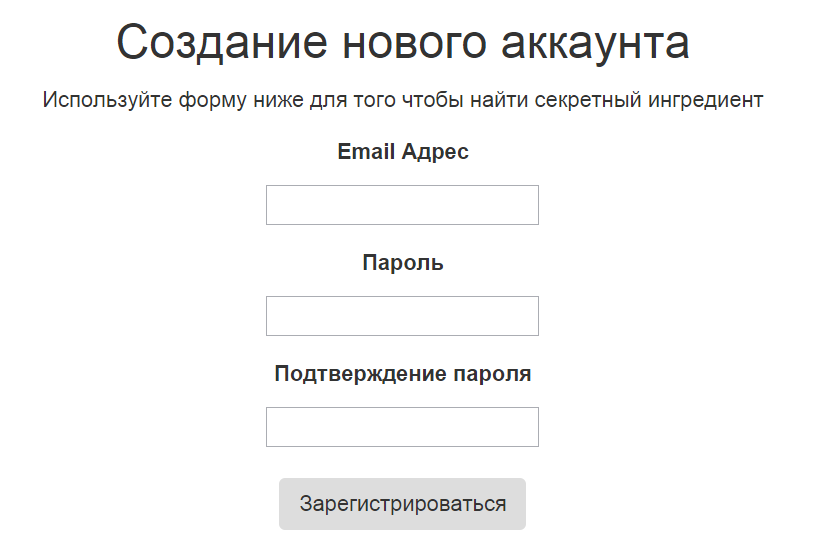 Создание нового аккаунта
Используйте форму ниже для того чтобы найти секретный ингредиент
Email Адрес
Пароль
Подтверждение пароля
Зарегистрироваться